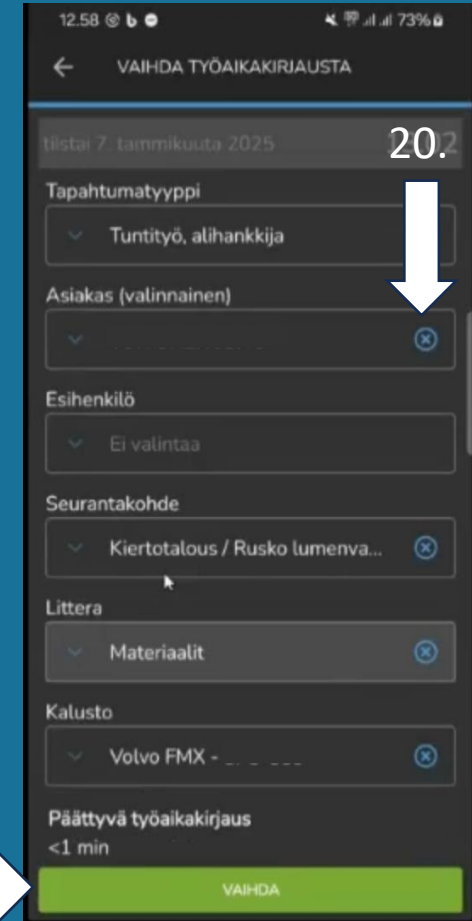 12.58 73%
VAIHDA TYÖAIKAKIRJAUSTA
tiistai 7. tammikuuta 2025
20.
Tapahtumatyyppi
Tuntityö, alihankkija
Asiakas (valinnainen)
Esihenkilö
Ei valintaa
Seurantakohde
Kiertotalous / Rusko lumenva...
Littera
Materiaalit
Kalusto
Volvo FMX -
Päättyvä työaikakirjaus
<1 min
VAIHDA